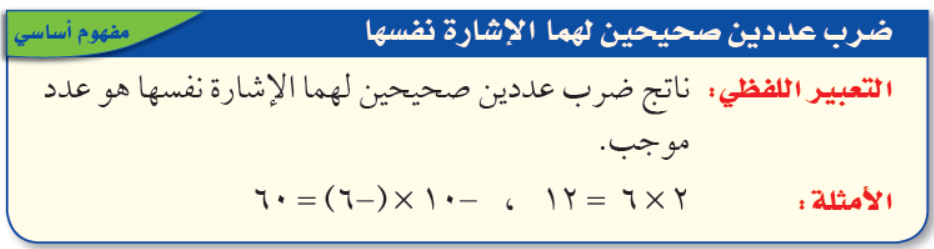 ضرب عددين صحيحين لهما الإشارة نفسها
مفهوم أساسي
التعبير اللفظي: ناتج ضرب عددين صحيحين لهما الإشارة نفسها هو عدد
موجب.
الأمثلة: ٢ × ٦ = ١٢ ، −١٠ × (−٦) = ٦٠